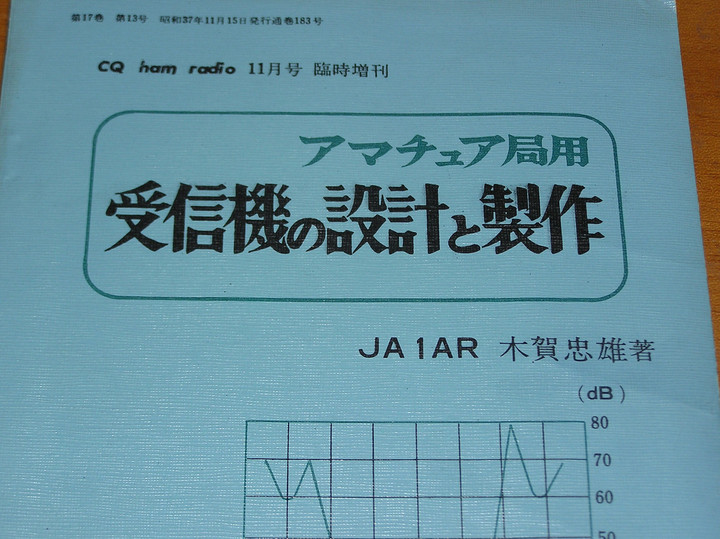 第17巻 第13号 昭和37年11月15日発行通巻183号
CQ ham radio 11月号 臨時増刊
アマチュア局用
受信機の設計と製作
JA1AR 木賀忠雄著
(dB)
80
70
60
50